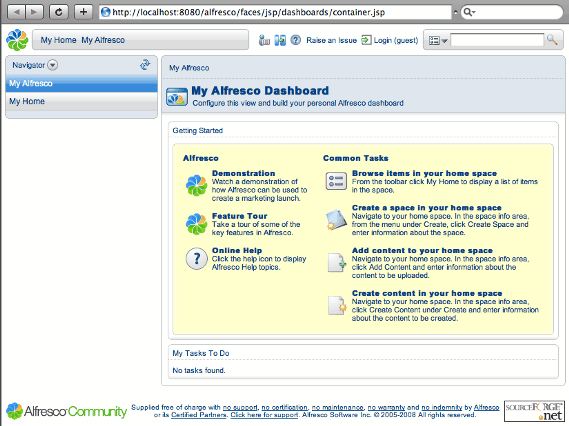 http://localhost:8080/alfresco/faces/jsp/dashboards/container.jsp
My Home My Alfresco
Raise an Issue
Login (guest)
Navigator
My Alfresco
My Home
My Alfresco
My Alfresco Dashboard
Configure this view and build your personal Alfresco dashboard
Getting Started
Alfresco
Demonstration
Watch a demonstration of
how Alfresco can be used to
create a marketing launch.
Feature Tour
Take a tour of some of the
key features in Alfresco.
Online Help
Click the help icon to display
Alfresco Help topics.
Common Tasks
Browse items in your home space
From the toolbar click My Home to display a list of items
in the space.
Create a space in your home space
Navigate to your home space. In the space info area,
from the menu under Create, click Create Space and
enter information about the space.
Add content to your home space
Navigate to your home space. In the space info area,
click Add Content and enter information about the content
to be uploaded.
Create content in your home space
Navigate to your home space. In the space info area,
click Create Content under Create and enter information
about the content to be created.
My Tasks To Do
No tasks found.
Alfresco Community
Supplied free of charge with no support, no certification, no maintenance, no warranty and no indemnity by Alfresco
or its Certified Partners. Click here for support. Alfresco Software Inc. © 2005-2008 All rights reserved.
SOURCEFORGE
.net